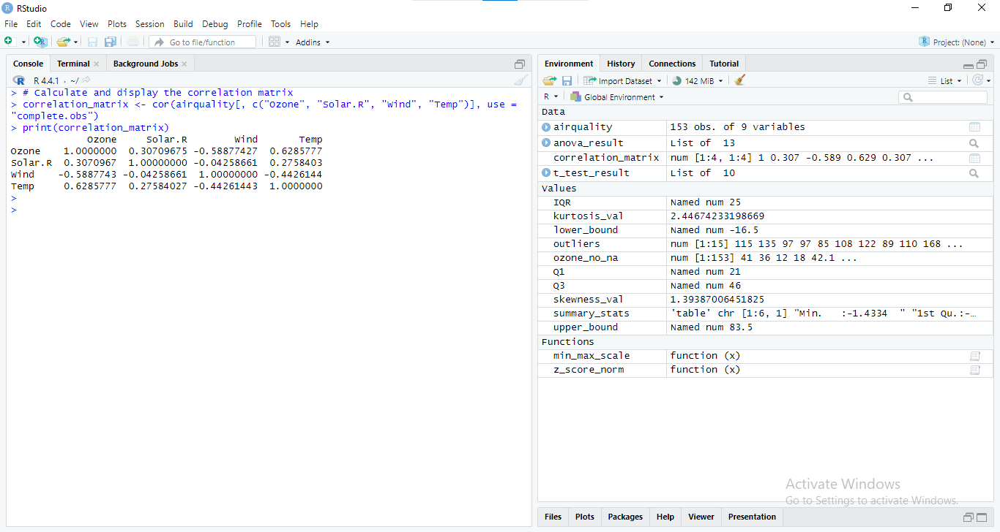 RStudio
File Edit Code View Plots Session Build Debug Profile Tools Help
Go to file/function Addins Project: (None)
Console Terminal Background Jobs
R 4.4.1 · ~/
> # Calculate and display the correlation matrix
> correlation_matrix <- cor(airquality[, c("Ozone", "Solar.R", "Wind", "Temp")], use =
"complete.obs")
> print(correlation_matrix)
Ozone Solar.R Wind Temp
Ozone 1.0000000 0.30709675 -0.58877427 0.6285777
Solar.R 0.3070967 1.00000000 -0.04258661 0.2758403
Wind -0.5887743 -0.04258661 1.00000000 -0.4426144
Temp 0.6285777 0.27584027 -0.44261443 1.0000000
>
>
Environment History Connections Tutorial
Import Dataset 142 MiB List
R Global Environment
Data
airquality 153 obs. of 9 variables
anova_result List of 13
correlation_matrix num [1:4, 1:4] 1 0.307 -0.589 0.629 0.307 ...
t_test_result List of 10
Values
IQR Named num 25
kurtosis_val 2.44674233198669
lower_bound Named num -16.5
outliers num [1:15] 115 135 97 97 85 108 122 89 110 168 ...
ozone_no_na num [1:153] 41 36 12 18 42.1 ...
Q1 Named num 21
Q3 Named num 46
skewness_val 1.39387006451825
summary_stats 'table' chr [1:6, 1] "Min. :-1.4334 " "1st Qu.:-…
upper_bound Named num 83.5
Functions
min_max_scale function (x)
z_score_norm function (x)
Activate Windows
Go to Settings to activate Windows.
Files Plots Packages Help Viewer Presentation